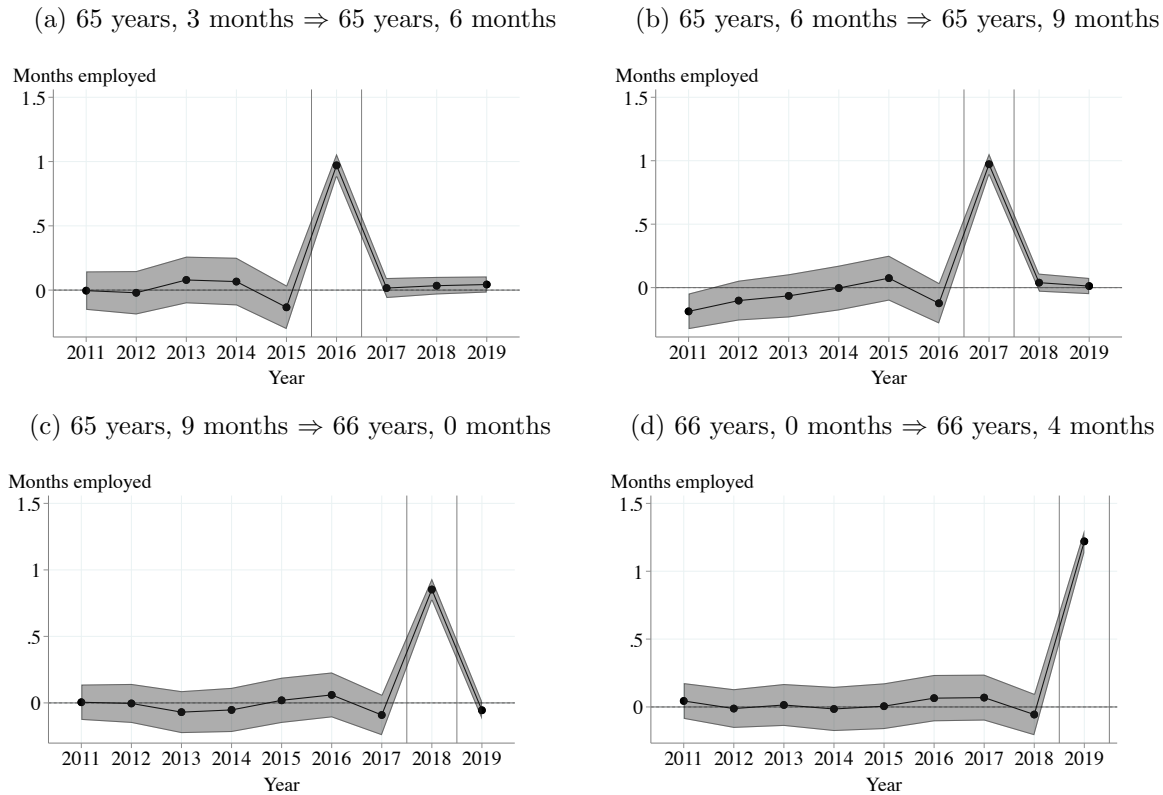 (a) 65 years, 3 months ⇒ 65 years, 6 months
Months employed
1.5
1
.5
0
2011 2012 2013 2014 2015 2016 2017 2018 2019
Year
(b) 65 years, 6 months ⇒ 65 years, 9 months
Months employed
1.5
1
.5
0
2011 2012 2013 2014 2015 2016 2017 2018 2019
Year
(c) 65 years, 9 months ⇒ 66 years, 0 months
Months employed
1.5
1
.5
0
2011 2012 2013 2014 2015 2016 2017 2018 2019
Year
(d) 66 years, 0 months ⇒ 66 years, 4 months
Months employed
1.5
1
.5
0
2011 2012 2013 2014 2015 2016 2017 2018 2019
Year